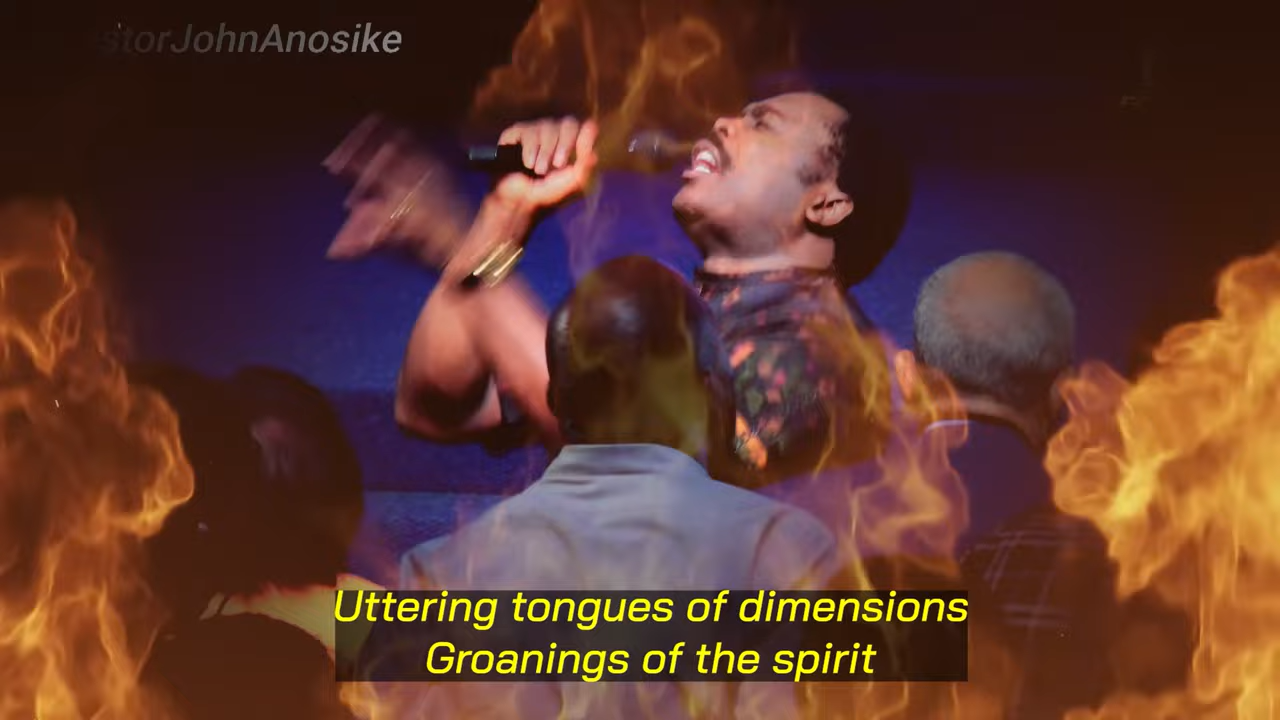 storJohnAnosike
Uttering tongues of dimensions
Groanings of the spirit